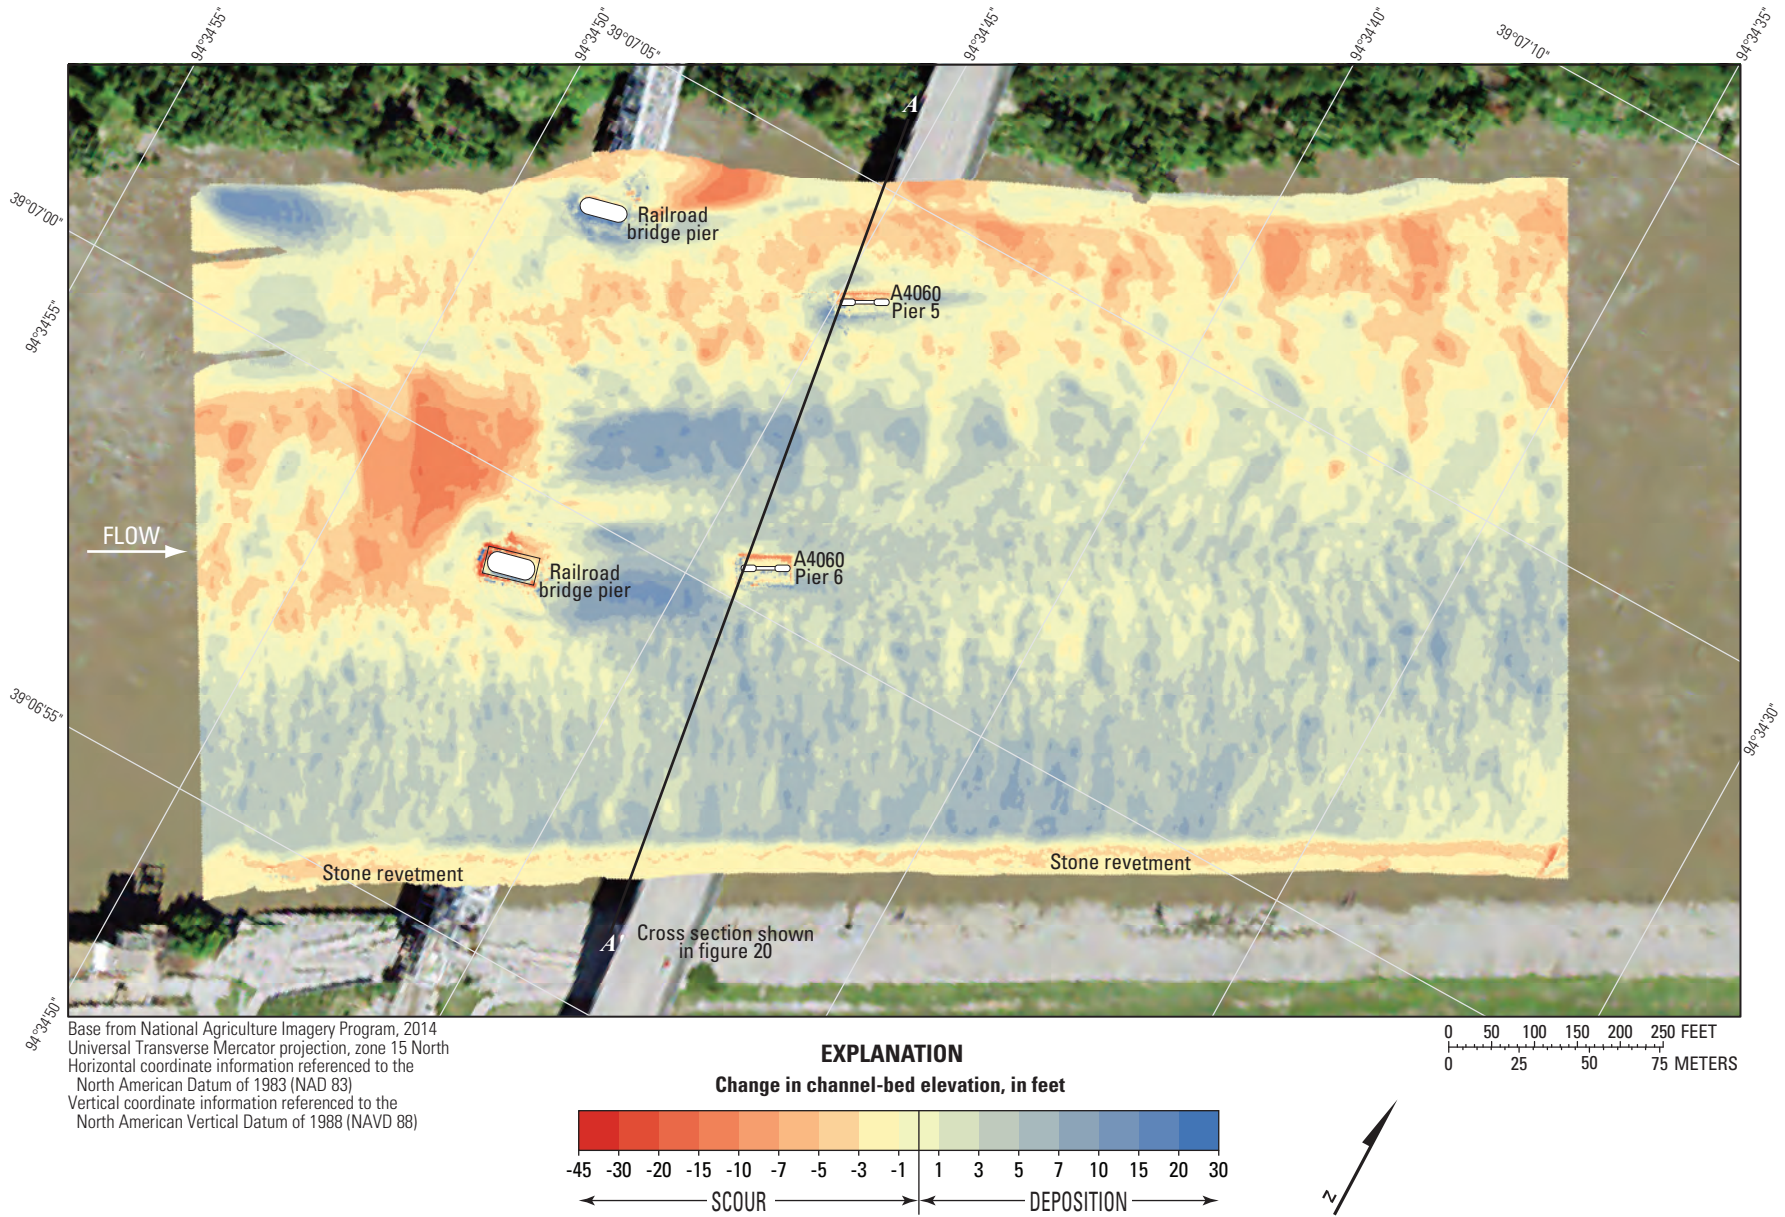 94°34'55"
94°34'50"
39°07'05"
94°34'45"
94°34'40"
39°07'10"
94°34'35"
39°07'00"
94°34'55"
39°06'55"
94°34'50"
94°34'30"
A
Railroad
bridge pier
A4060
Pier 5
FLOW
Railroad
bridge pier
A4060
Pier 6
Stone revetment
Stone revetment
A'
Cross section shown
in figure 20
Base from National Agriculture Imagery Program, 2014
Universal Transverse Mercator projection, zone 15 North
Horizontal coordinate information referenced to the
North American Datum of 1983 (NAD 83)
Vertical coordinate information referenced to the
North American Vertical Datum of 1988 (NAVD 88)
0 50 100 150 200 250 FEET
0 25 50 75 METERS
EXPLANATION
Change in channel-bed elevation, in feet
-45 -30 -20 -15 -10 -7 -5 -3 -1 1 3 5 7 10 15 20 30
SCOUR DEPOSITION
N